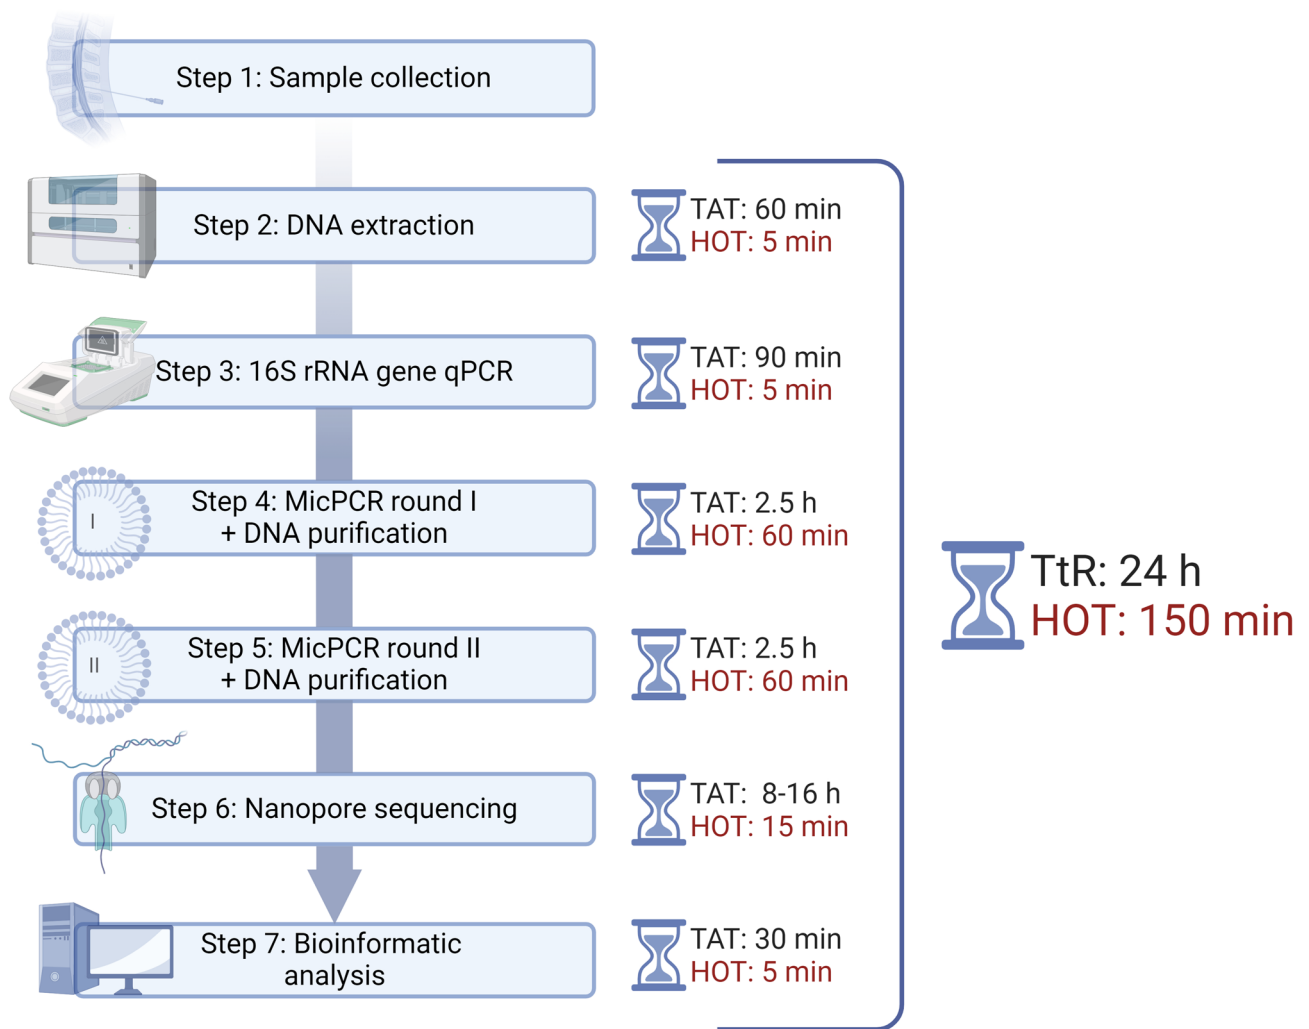 Step 1: Sample collection
Step 2: DNA extraction
TAT: 60 min
HOT: 5 min
Step 3: 16S rRNA gene qPCR
TAT: 90 min
HOT: 5 min
I
Step 4: MicPCR round I
+ DNA purification
TAT: 2.5 h
HOT: 60 min
II
Step 5: MicPCR round II
+ DNA purification
TAT: 2.5 h
HOT: 60 min
Step 6: Nanopore sequencing
TAT: 8-16 h
HOT: 15 min
Step 7: Bioinformatic
analysis
TAT: 30 min
HOT: 5 min
TtR: 24 h
HOT: 150 min